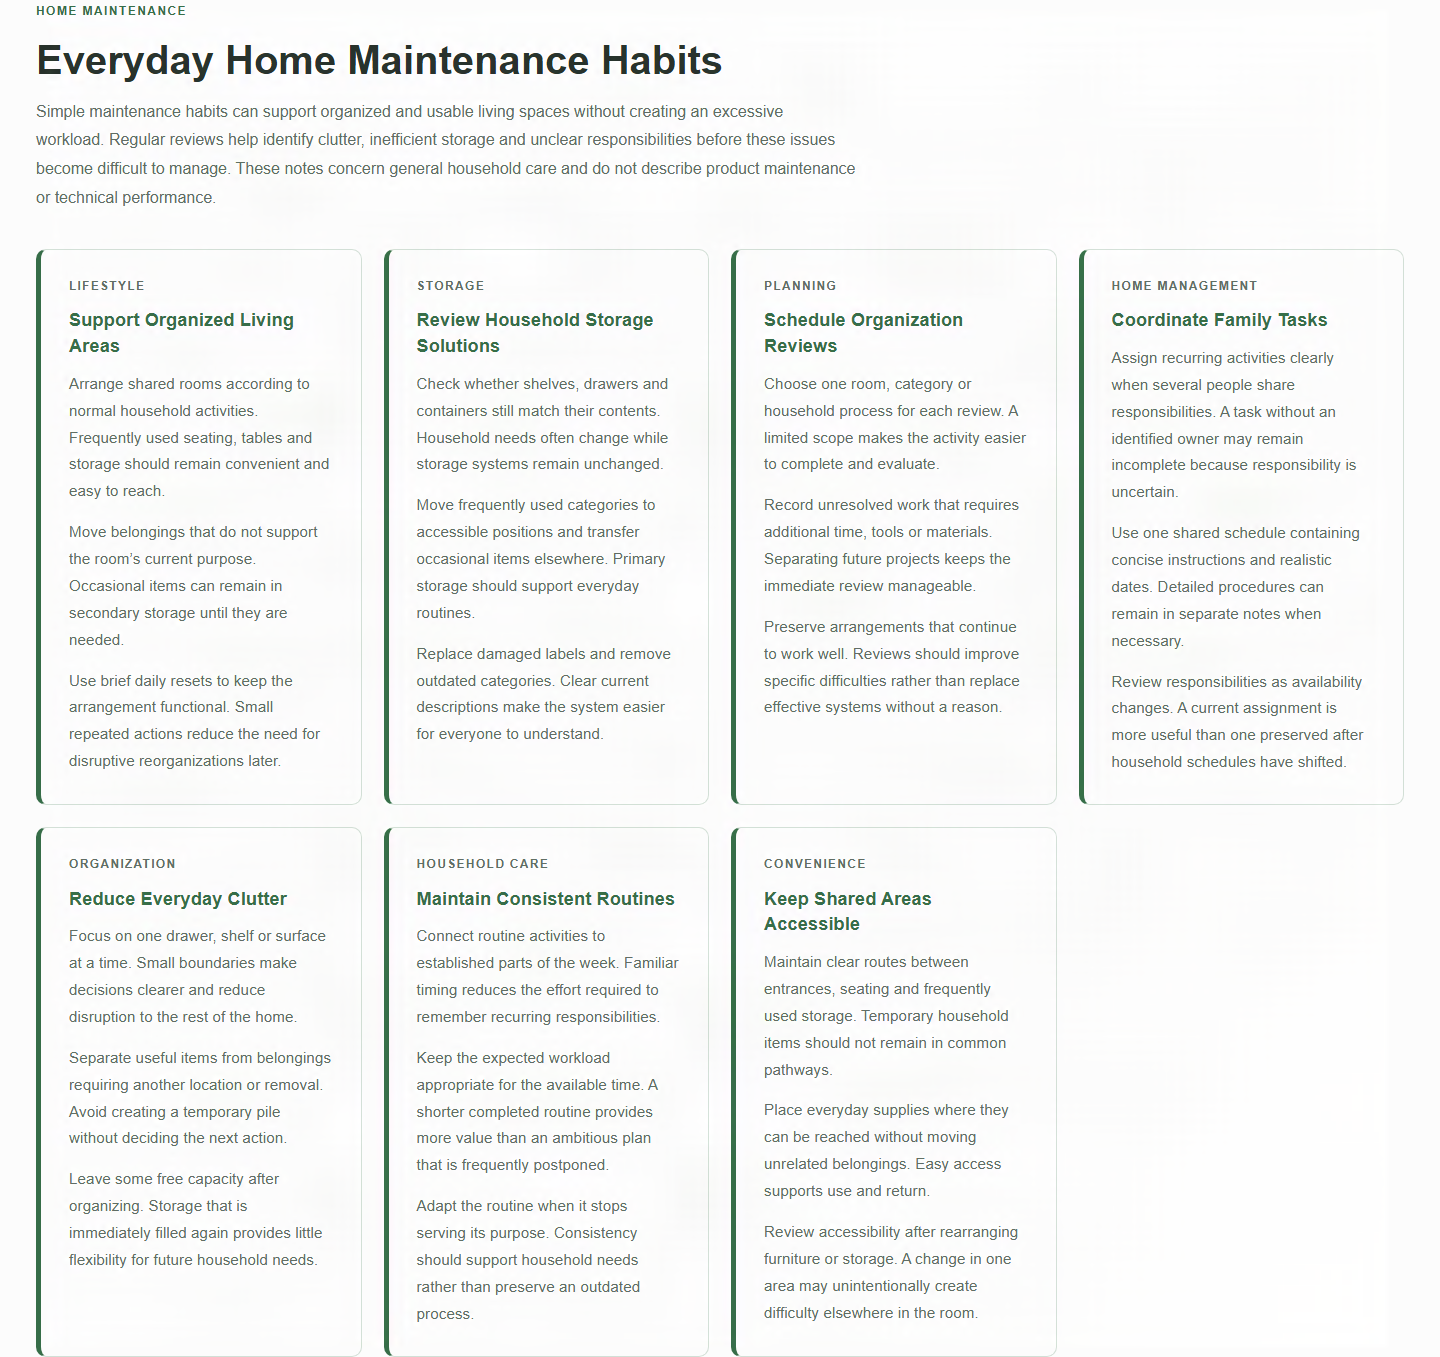 HOME MAINTENANCE
Everyday Home Maintenance Habits
Simple maintenance habits can support organized and usable living spaces without creating an excessive
workload. Regular reviews help identify clutter, inefficient storage and unclear responsibilities before these issues
become difficult to manage. These notes concern general household care and do not describe product maintenance
or technical performance.
LIFESTYLE
Support Organized Living
Areas
Arrange shared rooms according to
normal household activities.
Frequently used seating, tables and
storage should remain convenient and
easy to reach.
Move belongings that do not support
the room’s current purpose.
Occasional items can remain in
secondary storage until they are
needed.
Use brief daily resets to keep the
arrangement functional. Small
repeated actions reduce the need for
disruptive reorganizations later.
STORAGE
Review Household Storage
Solutions
Check whether shelves, drawers and
containers still match their contents.
Household needs often change while
storage systems remain unchanged.
Move frequently used categories to
accessible positions and transfer
occasional items elsewhere. Primary
storage should support everyday
routines.
Replace damaged labels and remove
outdated categories. Clear current
descriptions make the system easier
for everyone to understand.
PLANNING
Schedule Organization
Reviews
Choose one room, category or
household process for each review. A
limited scope makes the activity easier
to complete and evaluate.
Record unresolved work that requires
additional time, tools or materials.
Separating future projects keeps the
immediate review manageable.
Preserve arrangements that continue
to work well. Reviews should improve
specific difficulties rather than replace
effective systems without a reason.
HOME MANAGEMENT
Coordinate Family Tasks
Assign recurring activities clearly
when several people share
responsibilities. A task without an
identified owner may remain
incomplete because responsibility is
uncertain.
Use one shared schedule containing
concise instructions and realistic
dates. Detailed procedures can
remain in separate notes when
necessary.
Review responsibilities as availability
changes. A current assignment is
more useful than one preserved after
household schedules have shifted.
ORGANIZATION
Reduce Everyday Clutter
Focus on one drawer, shelf or surface
at a time. Small boundaries make
decisions clearer and reduce
disruption to the rest of the home.
Separate useful items from belongings
requiring another location or removal.
Avoid creating a temporary pile
without deciding the next action.
Leave some free capacity after
organizing. Storage that is
immediately filled again provides little
flexibility for future household needs.
HOUSEHOLD CARE
Maintain Consistent Routines
Connect routine activities to
established parts of the week. Familiar
timing reduces the effort required to
remember recurring responsibilities.
Keep the expected workload
appropriate for the available time. A
shorter completed routine provides
more value than an ambitious plan
that is frequently postponed.
Adapt the routine when it stops
serving its purpose. Consistency
should support household needs
rather than preserve an outdated
process.
CONVENIENCE
Keep Shared Areas
Accessible
Maintain clear routes between
entrances, seating and frequently
used storage. Temporary household
items should not remain in common
pathways.
Place everyday supplies where they
can be reached without moving
unrelated belongings. Easy access
supports use and return.
Review accessibility after rearranging
furniture or storage. A change in one
area may unintentionally create
difficulty elsewhere in the room.